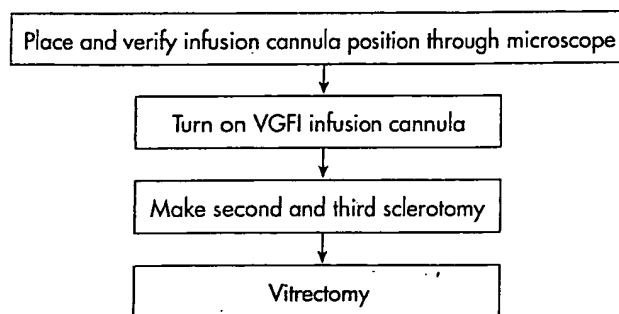 Place and verify infusion cannula position through microscope
Turn on VGFI infusion cannula
Make second and third sclerotomy
Vitrectomy